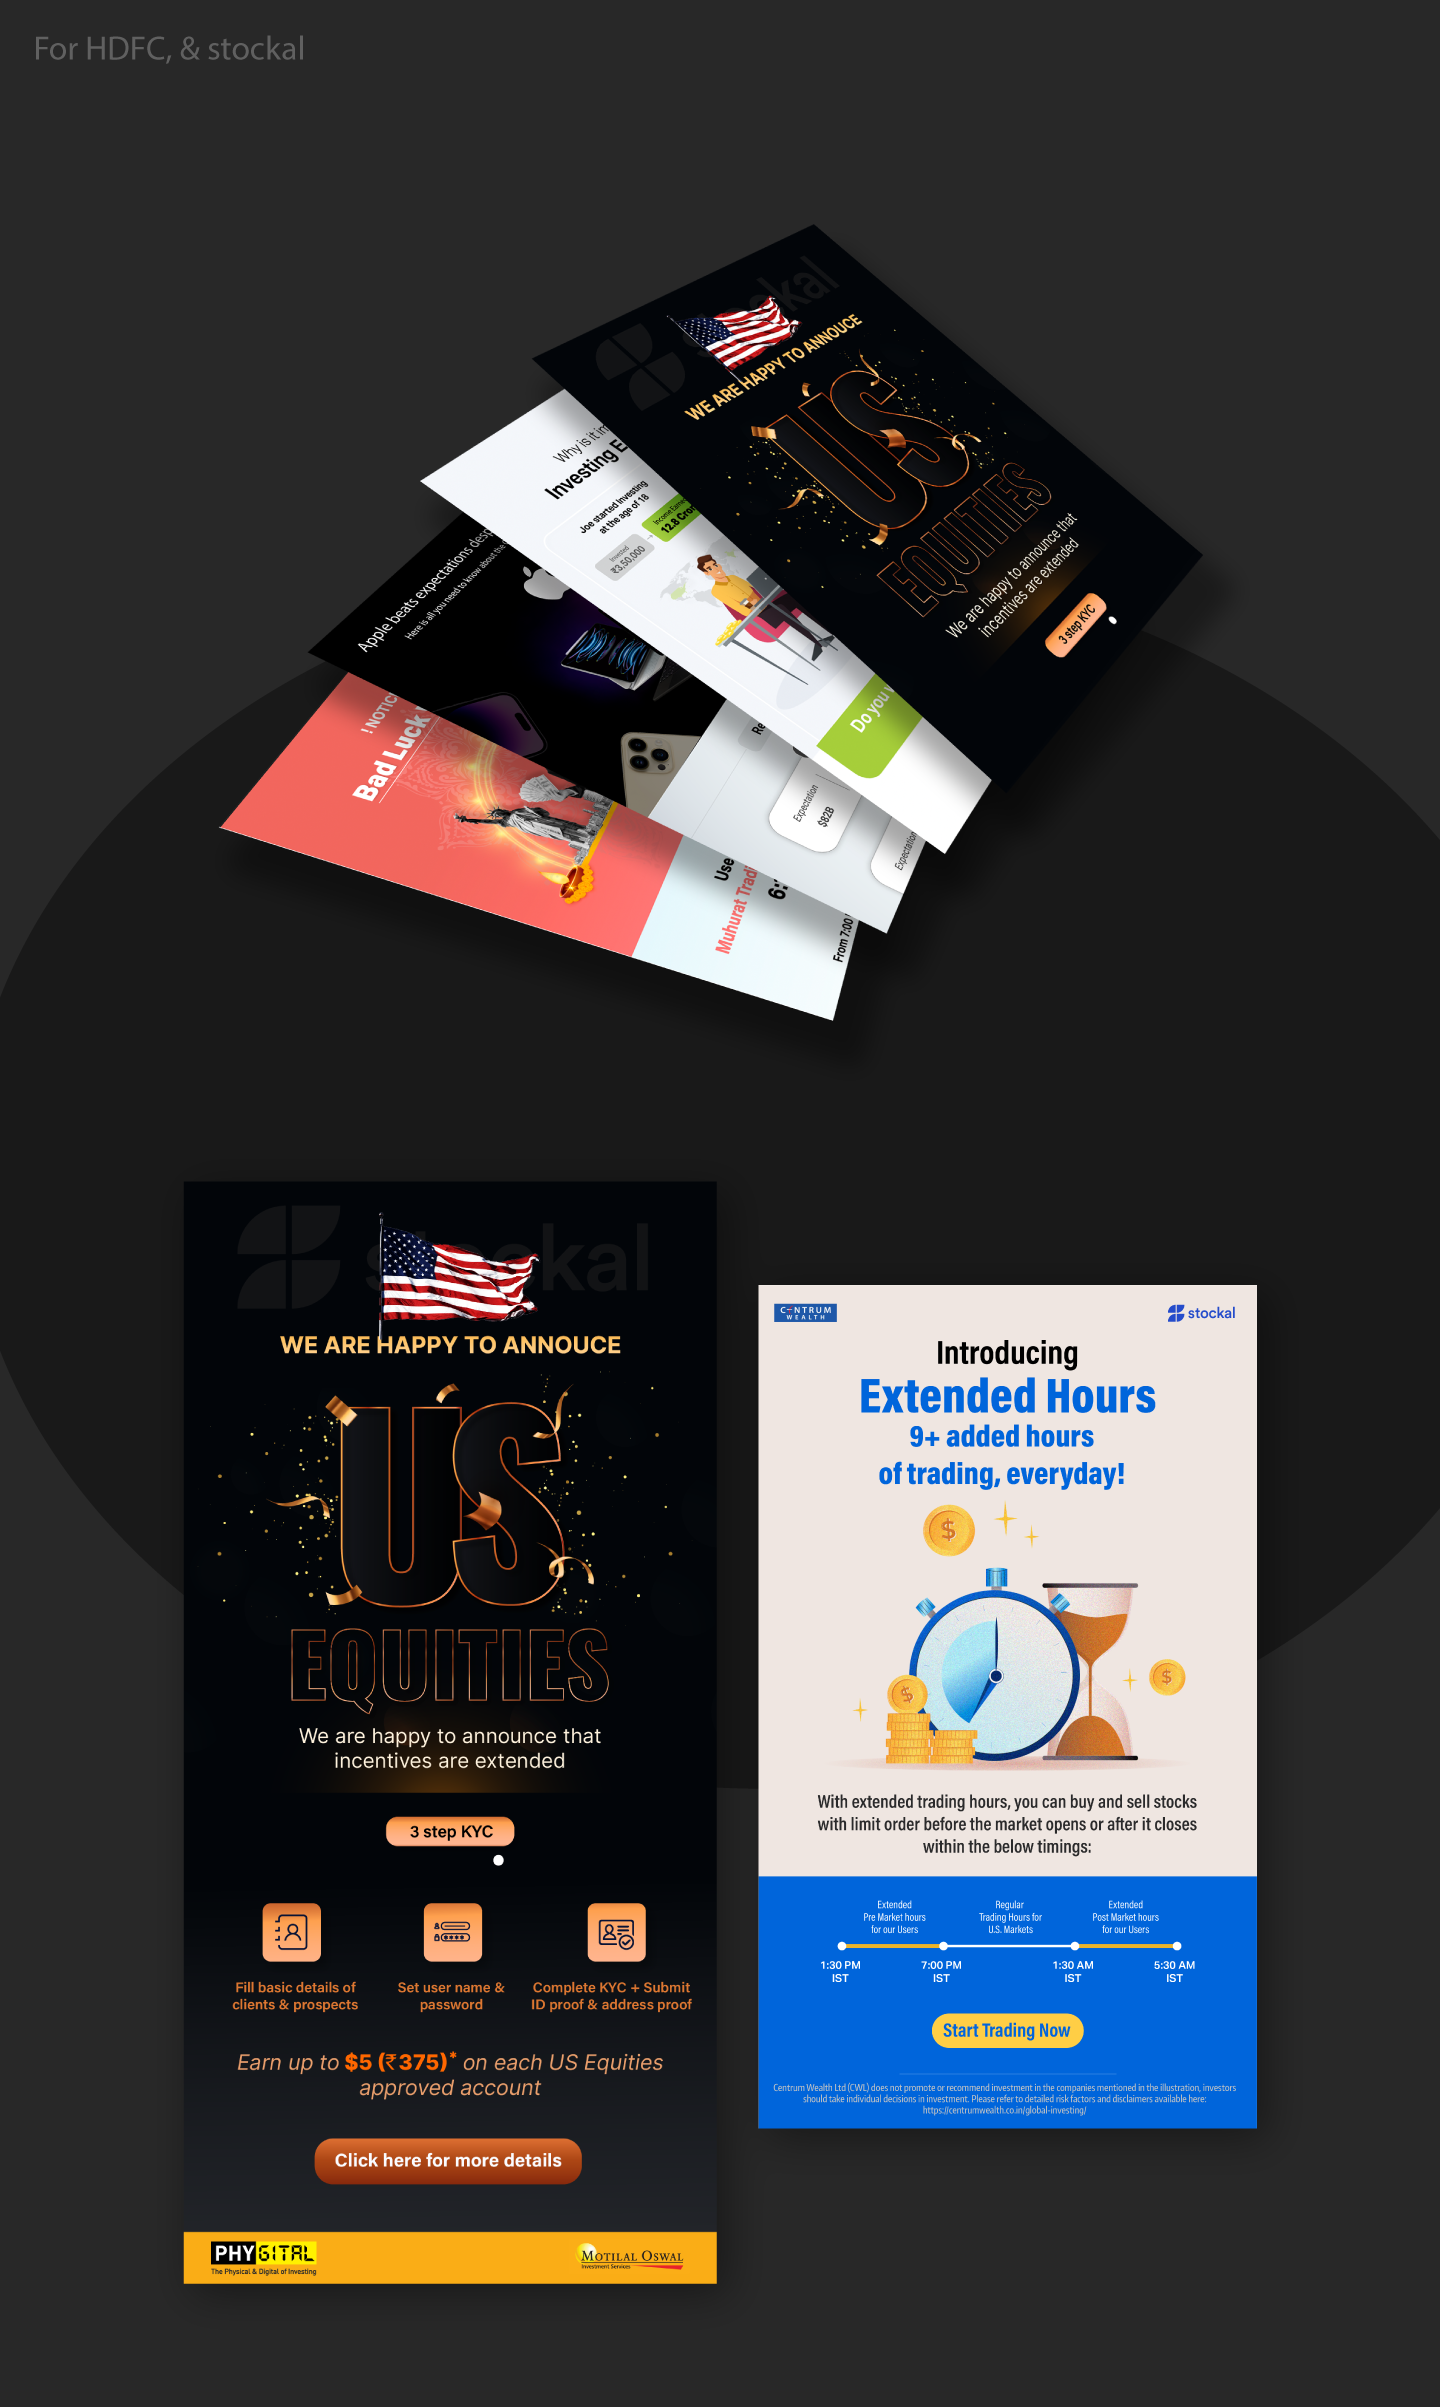 For HDFC, & stockal
stockal
WE ARE HAPPY TO ANNOUCE
US
EQUITIES
We are happy to announce that
incentives are extended
3 step KYC
Why is it
Investing E
Joe started Investing
at the age of 18
Invested
₹3,50,000
→
Income Earned
12.8 Cror
Do you w
Apple beats expectations desp
Here is all you need to know about the
Re
Expectation
$82B
Expectation
! NOTIC
Bad Luck
Use
Muhurat Tradi
6:
From 7:00
stockal
WE ARE HAPPY TO ANNOUCE
US
EQUITIES
We are happy to announce that
incentives are extended
3 step KYC
Fill basic details of
clients & prospects
Set user name &
password
Complete KYC + Submit
ID proof & address proof
Earn up to $5 (₹375)* on each US Equities
approved account
Click here for more details
PHYGITAL
The Physical & Digital of Investing
MOTILAL OSWAL
Investment Services
CENTRUM
WEALTH
stockal
Introducing
Extended Hours
9+ added hours
of trading, everyday!
With extended trading hours, you can buy and sell stocks
with limit order before the market opens or after it closes
within the below timings:
Extended
Pre Market hours
for our Users
Regular
Trading Hours for
U.S. Markets
Extended
Post Market hours
for our Users
1:30 PM
IST
7:00 PM
IST
1:30 AM
IST
5:30 AM
IST
Start Trading Now
Centrum Wealth Ltd (CWL) does not promote or recommend investment in the companies mentioned in the illustration, investors
should take individual decisions in investment. Please refer to detailed risk factors and disclaimers available here:
https://centrumwealth.co.in/global-investing/